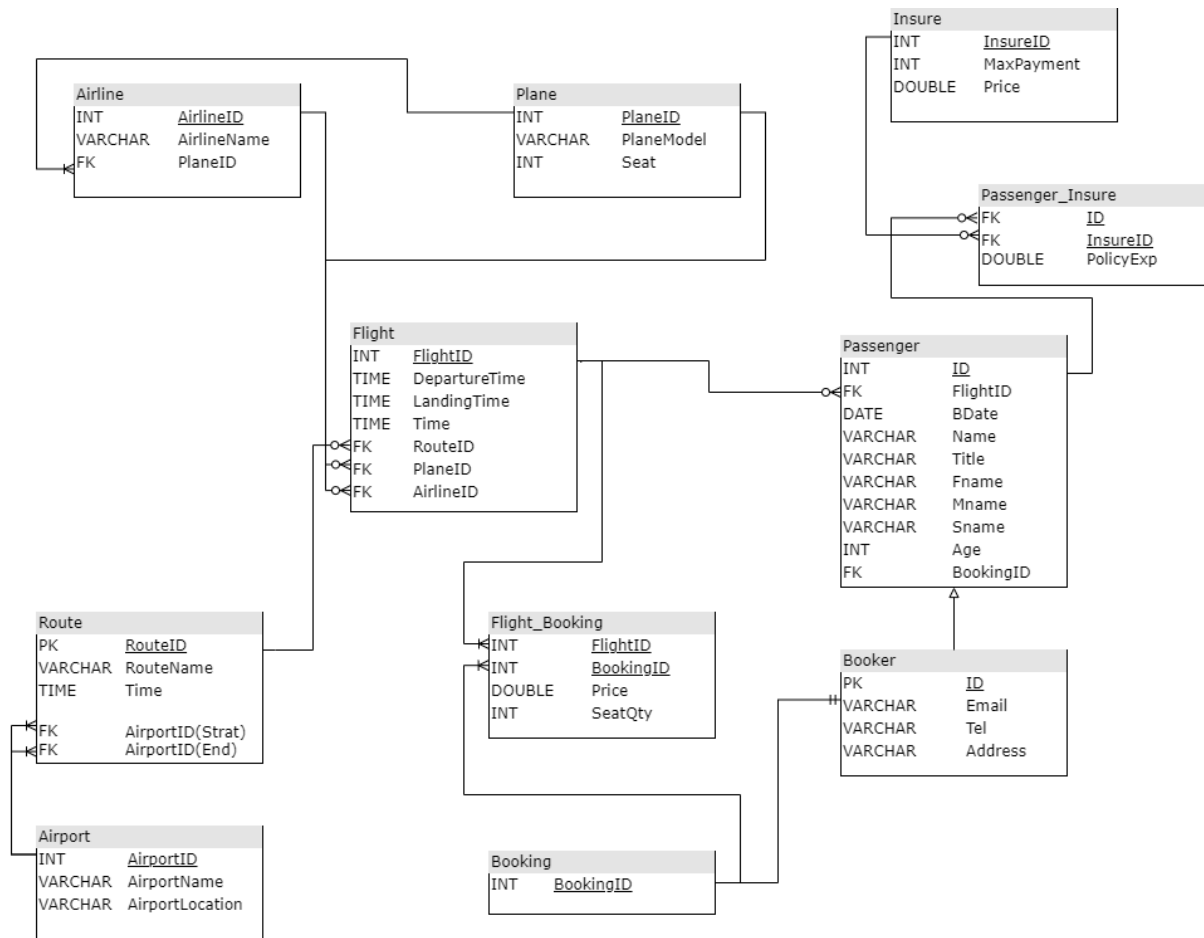 Insure
INT InsureID
INT MaxPayment
DOUBLE Price
Airline
INT AirlineID
VARCHAR AirlineName
FK PlaneID
Plane
INT PlaneID
VARCHAR PlaneModel
INT Seat
Passenger_Insure
FK ID
FK InsureID
DOUBLE PolicyExp
Flight
INT FlightID
TIME DepartureTime
TIME LandingTime
TIME Time
FK RouteID
FK PlaneID
FK AirlineID
Passenger
INT ID
FK FlightID
DATE BDate
VARCHAR Name
VARCHAR Title
VARCHAR Fname
VARCHAR Mname
VARCHAR Sname
INT Age
FK BookingID
Route
PK RouteID
VARCHAR RouteName
TIME Time
FK AirportID(Strat)
FK AirportID(End)
Flight_Booking
INT FlightID
INT BookingID
DOUBLE Price
INT SeatQty
Booker
PK ID
VARCHAR Email
VARCHAR Tel
VARCHAR Address
Airport
INT AirportID
VARCHAR AirportName
VARCHAR AirportLocation
Booking
INT BookingID